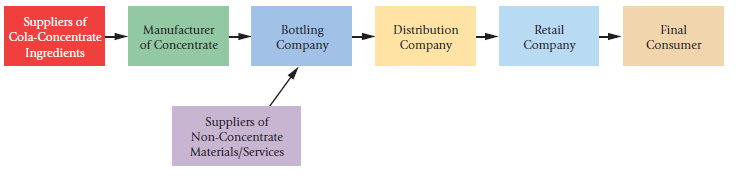 Suppliers of
Cola-Concentrate
Ingredients
Manufacturer
of Concentrate
Bottling
Company
Distribution
Company
Retail
Company
Final
Consumer
Suppliers of
Non-Concentrate
Materials/Services